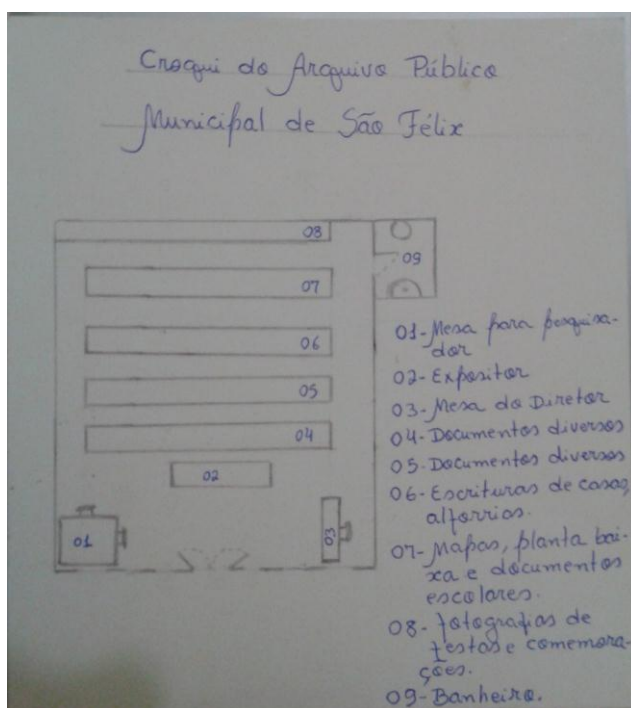 Croqui do Arquivo Público
Municipal de São Félix
08
09
07
06
05
04
02
01
03
01-Mesa para pesquisa-
dor
02-Expositor
03-Mesa do Diretor
04-Documentos diversos
05-Documentos diversos
06-Escrituras de casas,
alforrias.
07-Mapas, planta bai-
xa e documentos
escolares.
08-fotografias de
festas e comemora-
ções.
09-Banheiro.